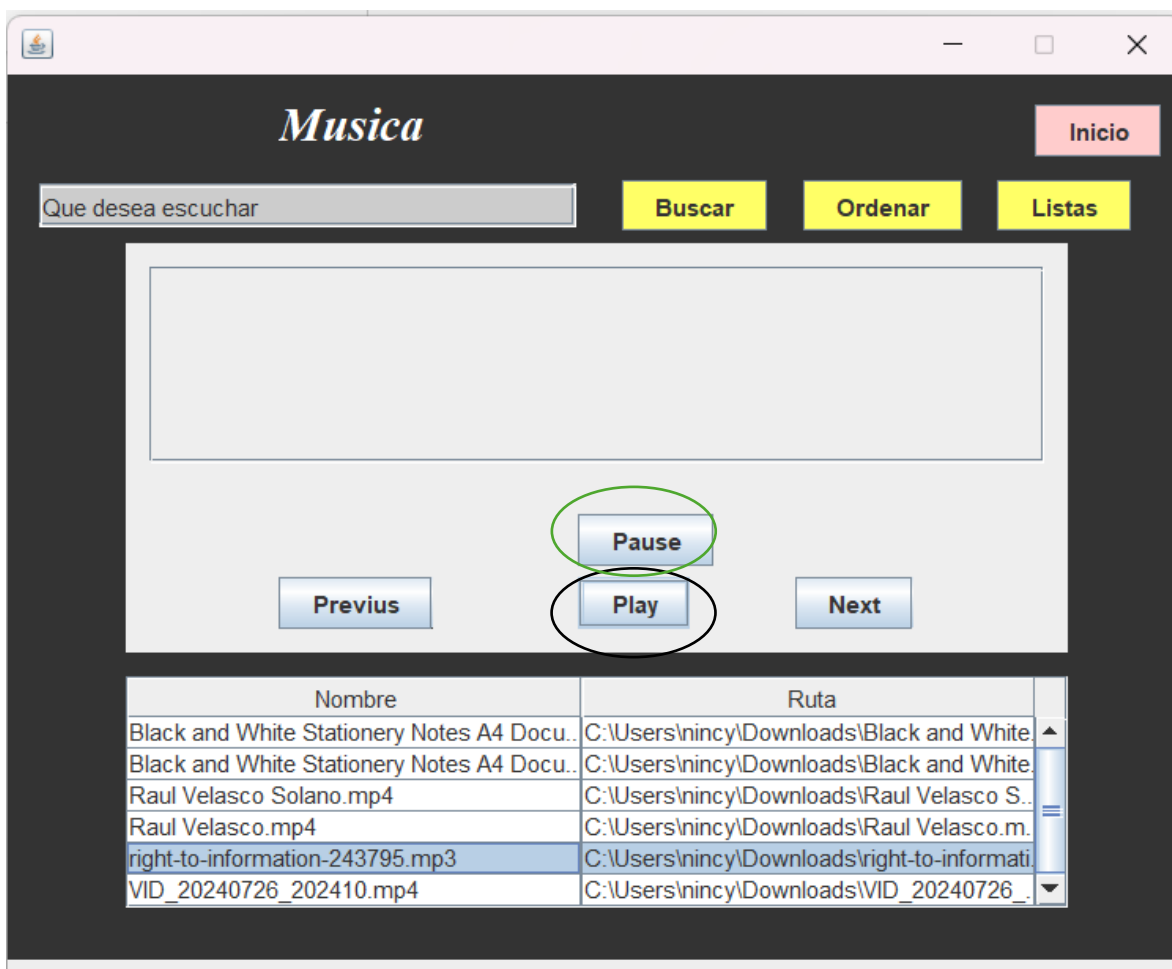 Musica
Inicio
Que desea escuchar
Buscar Ordenar Listas
Pause
Previus Play Next
Nombre Ruta
Black and White Stationery Notes A4 Docu.. C:\Users\nincy\Downloads\Black and White.
Black and White Stationery Notes A4 Docu.. C:\Users\nincy\Downloads\Black and White.
Raul Velasco Solano.mp4 C:\Users\nincy\Downloads\Raul Velasco S..
Raul Velasco.mp4 C:\Users\nincy\Downloads\Raul Velasco.m.
right-to-information-243795.mp3 C:\Users\nincy\Downloads\right-to-informati.
VID_20240726_202410.mp4 C:\Users\nincy\Downloads\VID_20240726_.